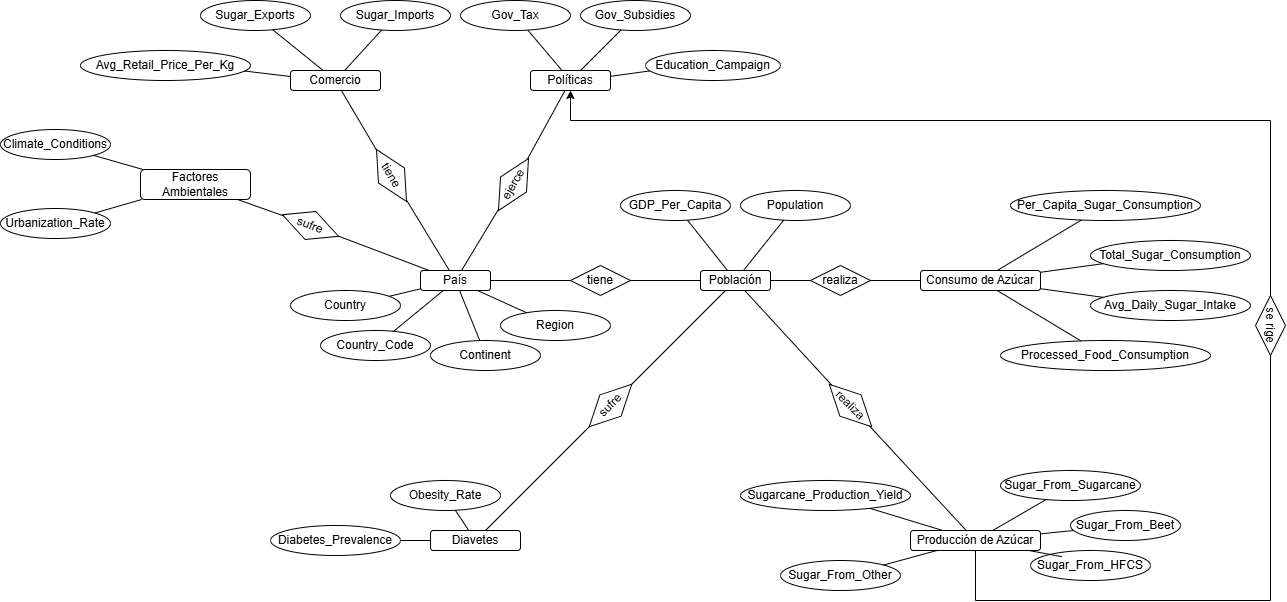 Sugar_Exports
Sugar_Imports
Gov_Tax
Gov_Subsidies
Avg_Retail_Price_Per_Kg
Education_Campaign
Comercio
Políticas
Climate_Conditions
Factores
Ambientales
tiene
ejerce
Urbanization_Rate
sufre
GDP_Per_Capita
Population
Per_Capita_Sugar_Consumption
Total_Sugar_Consumption
País
tiene
Población
realiza
Consumo de Azúcar
Country
Avg_Daily_Sugar_Intake
Region
se rige
Country_Code
Continent
Processed_Food_Consumption
sufre
realiza
Obesity_Rate
Sugarcane_Production_Yield
Sugar_From_Sugarcane
Sugar_From_Beet
Diabetes_Prevalence
Diavetes
Producción de Azúcar
Sugar_From_Other
Sugar_From_HFCS